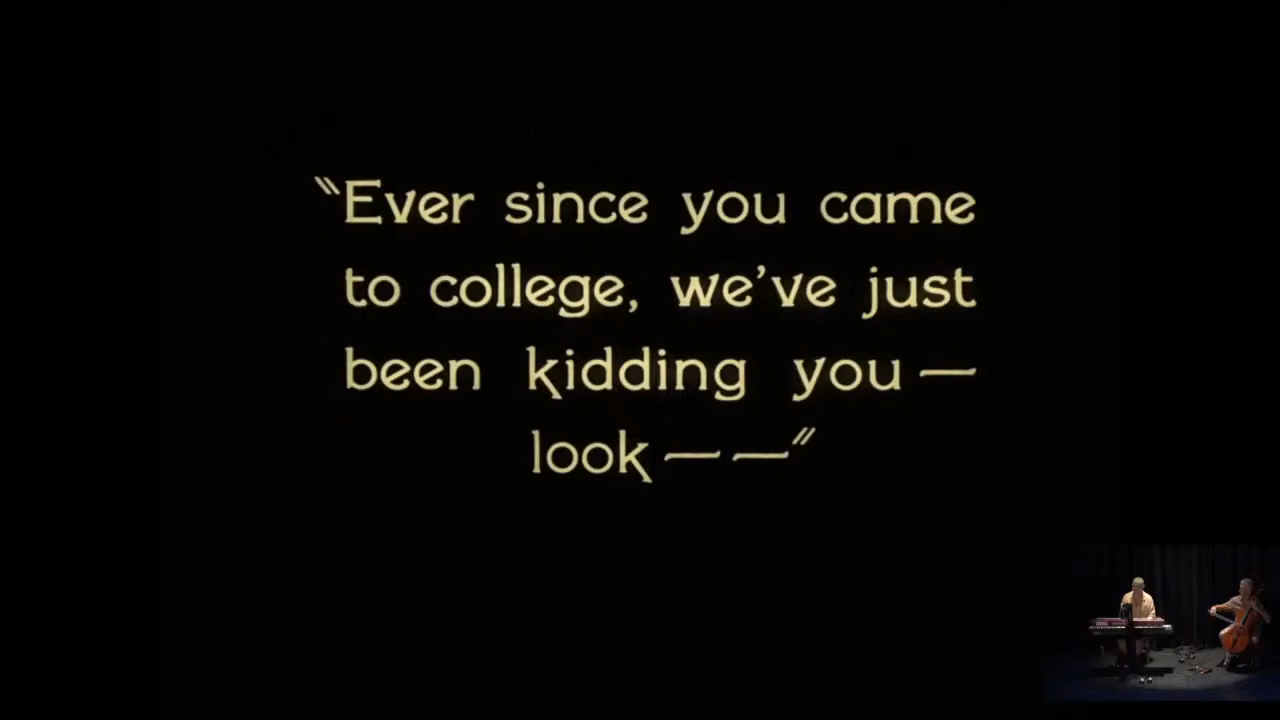 "Ever since you came
to college, we've just
been kidding you —
look — —"